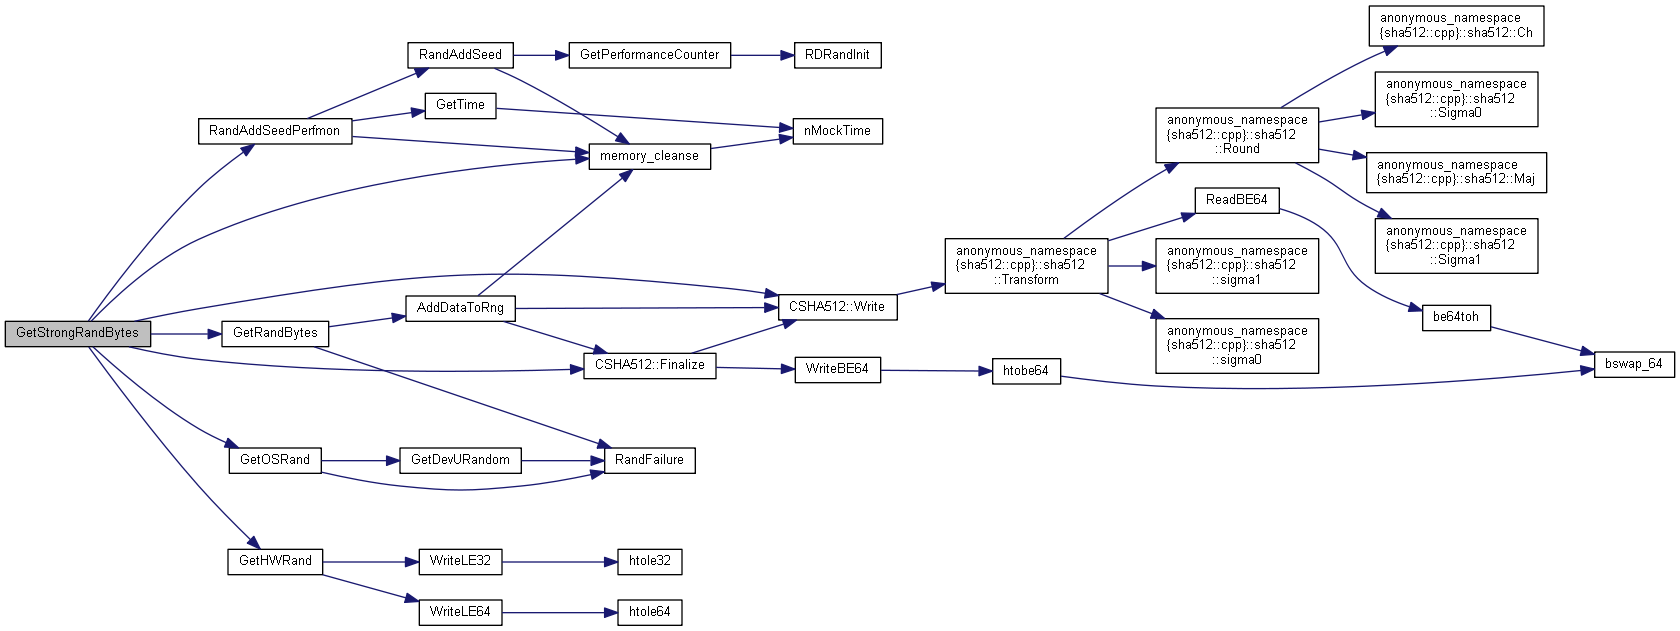 GetStrongRandBytes
RandAddSeedPerfmon
RandAddSeed
GetPerformanceCounter
RDRandInit
GetTime
nMockTime
memory_cleanse
GetRandBytes
AddDataToRng
CSHA512::Write
CSHA512::Finalize
WriteBE64
htobe64
GetOSRand
GetDevURandom
RandFailure
GetHWRand
WriteLE32
htole32
WriteLE64
htole64
anonymous_namespace
{sha512::cpp}::sha512
::Transform
anonymous_namespace
{sha512::cpp}::sha512
::Round
ReadBE64
anonymous_namespace
{sha512::cpp}::sha512
::sigma1
anonymous_namespace
{sha512::cpp}::sha512
::sigma0
anonymous_namespace
{sha512::cpp}::sha512::Ch
anonymous_namespace
{sha512::cpp}::sha512
::Sigma0
anonymous_namespace
{sha512::cpp}::sha512::Maj
anonymous_namespace
{sha512::cpp}::sha512
::Sigma1
be64toh
bswap_64